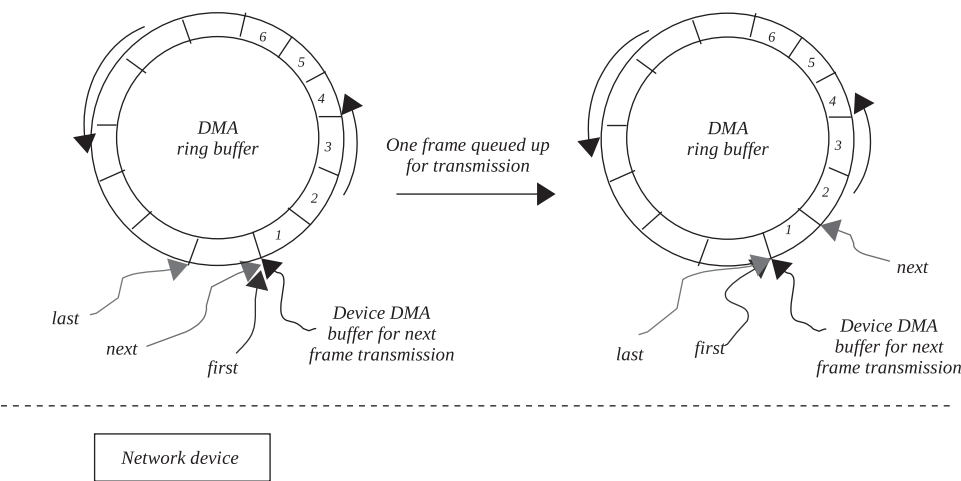 6
5
4
3
2
1
DMA
ring buffer
last
next
first
Device DMA
buffer for next
frame transmission
One frame queued up
for transmission
6
5
4
3
2
1
DMA
ring buffer
next
last
first
Device DMA
buffer for next
frame transmission
Network device